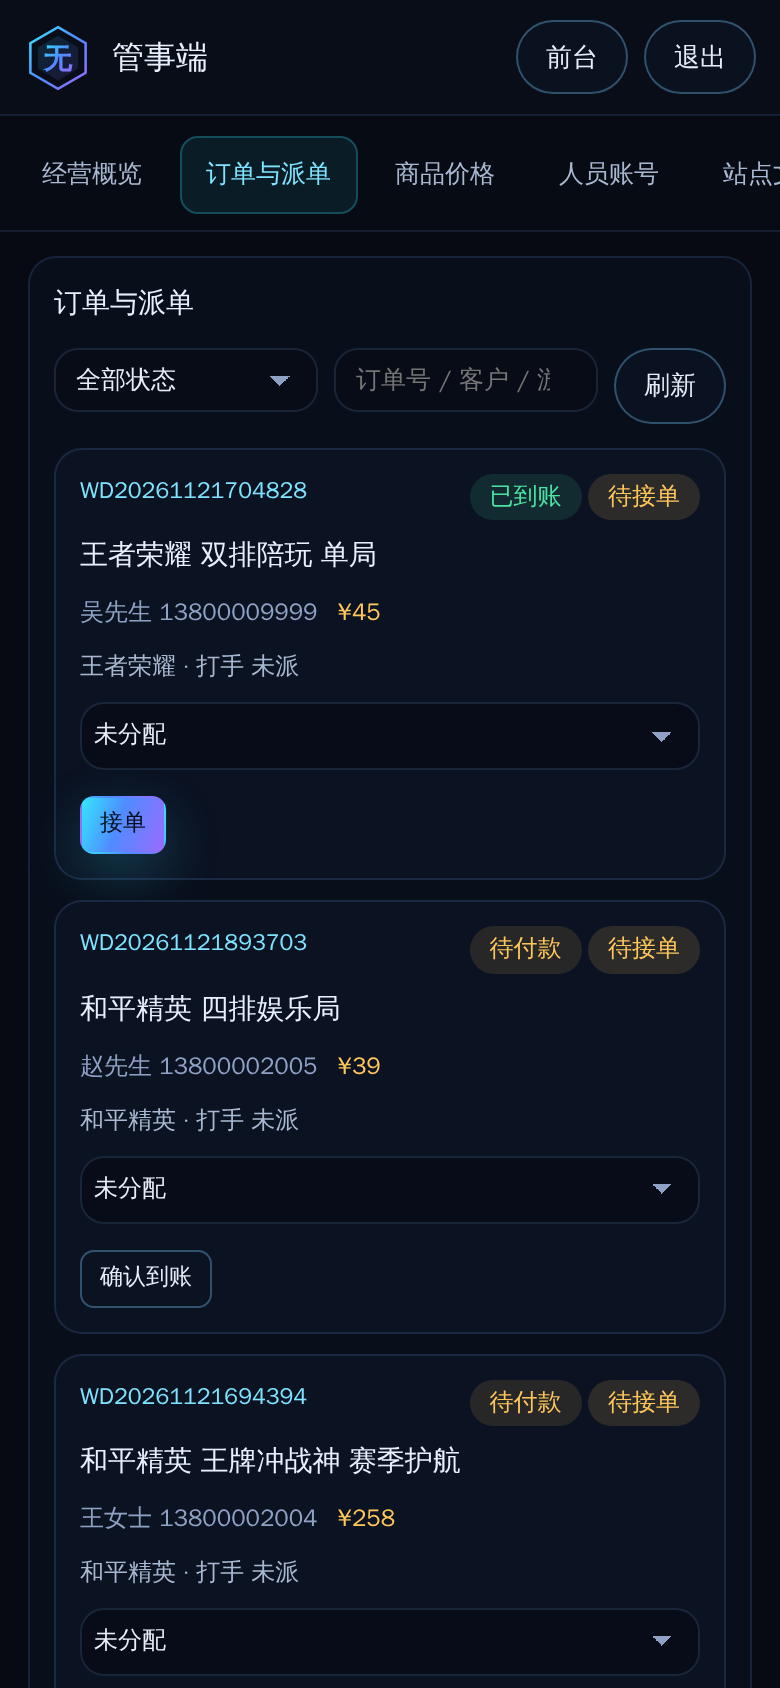 无 管事端 前台 退出
经营概览 订单与派单 商品价格 人员账号 站点
订单与派单
全部状态 订单号 / 客户 / 刷新
WD20261121704828 已到账 待接单
王者荣耀 双排陪玩 单局
吴先生 13800009999 ¥45
王者荣耀 · 打手 未派
未分配
接单
WD20261121893703 待付款 待接单
和平精英 四排娱乐局
赵先生 13800002005 ¥39
和平精英 · 打手 未派
未分配
确认到账
WD20261121694394 待付款 待接单
和平精英 王牌冲战神 赛季护航
王女士 13800002004 ¥258
和平精英 · 打手 未派
未分配